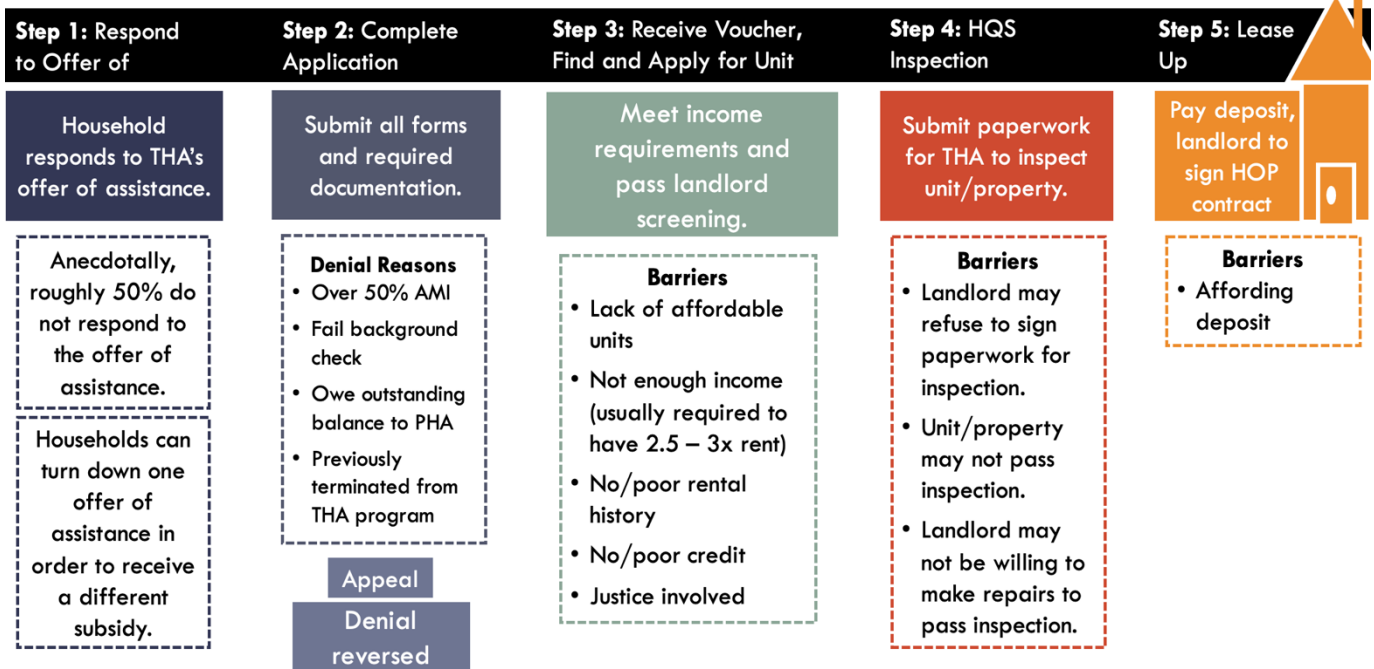 Step 1: Respond
to Offer of
Household
responds to THA's
offer of assistance.
Anecdotally,
roughly 50% do
not respond to
the offer of
assistance.
Households can
turn down one
offer of
assistance in
order to receive
a different
subsidy.
Step 2: Complete
Application
Submit all forms
and required
documentation.
Denial Reasons
• Over 50% AMI
• Fail background
check
• Owe outstanding
balance to PHA
• Previously
terminated from
THA program
Appeal
Denial
reversed
Step 3: Receive Voucher,
Find and Apply for Unit
Meet income
requirements and
pass landlord
screening.
Barriers
• Lack of affordable
units
• Not enough income
(usually required to
have 2.5 – 3x rent)
• No/poor rental
history
• No/poor credit
• Justice involved
Step 4: HQS
Inspection
Submit paperwork
for THA to inspect
unit/property.
Barriers
• Landlord may
refuse to sign
paperwork for
inspection.
• Unit/property
may not pass
inspection.
• Landlord may
not be willing to
make repairs to
pass inspection.
Step 5: Lease
Up
Pay deposit,
landlord to
sign HOP
contract
Barriers
• Affording
deposit